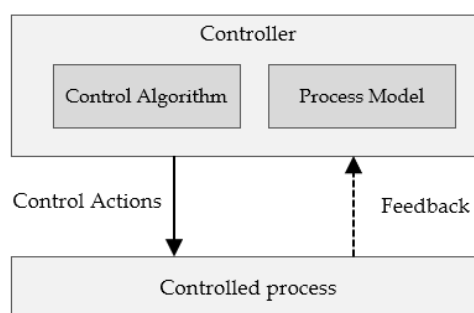 Controller
Control Algorithm
Process Model
Control Actions
Feedback
Controlled process